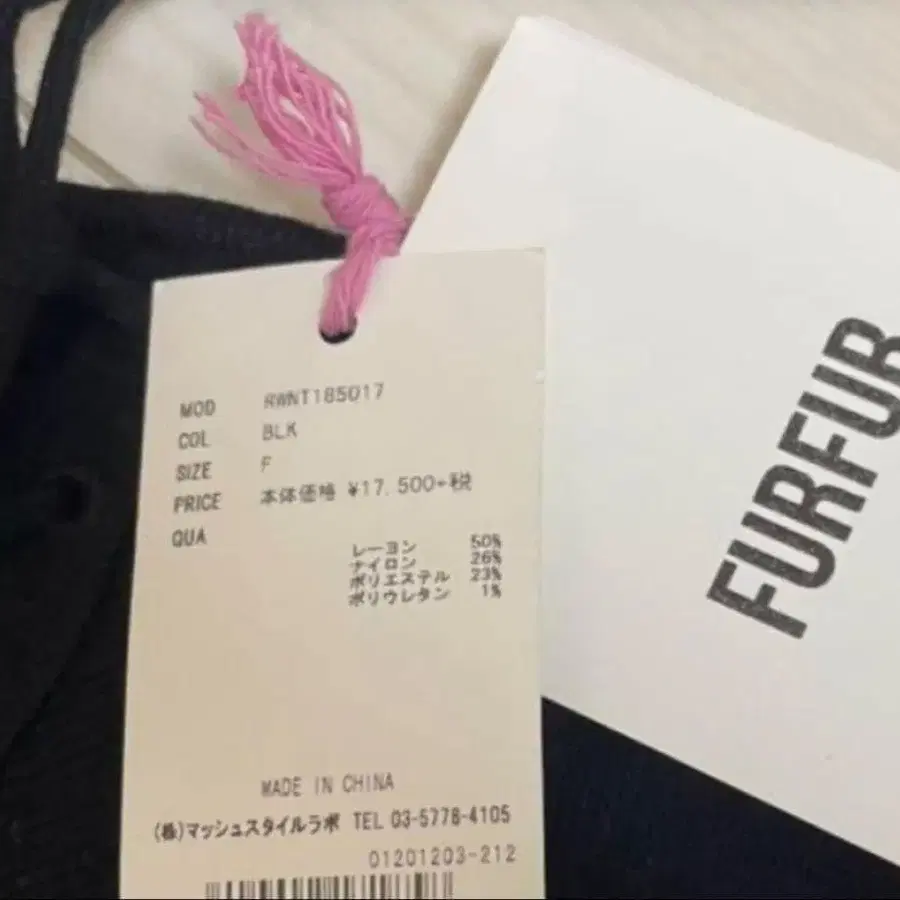 MOD RWNT185017
COL BLK
SIZE F
PRICE 本体価格 ¥17,500+税
QUA
レーヨン 50%
ナイロン 26%
ポリエステル 23%
ポリウレタン 1%
MADE IN CHINA
(株)マッシュスタイルラボ TEL 03-5778-4105
01201203-212
FURFUR